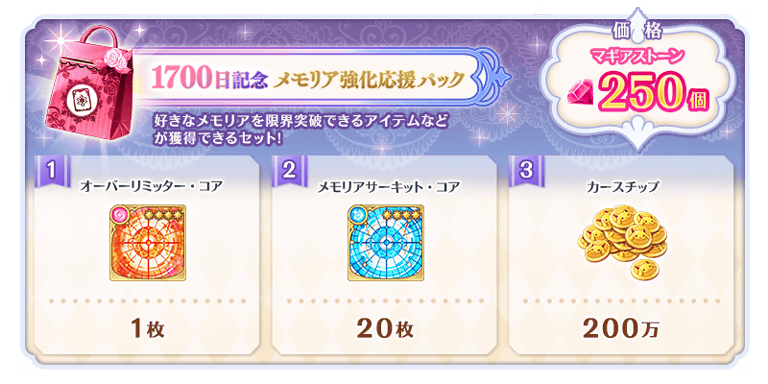 価格
マギアストーン
250個
1700日記念 メモリア強化応援パック
好きなメモリアを限界突破できるアイテムなど
が獲得できるセット!
1
オーバーリミッター・コア
1枚
2
メモリアサーキット・コア
20枚
3
カースチップ
200万